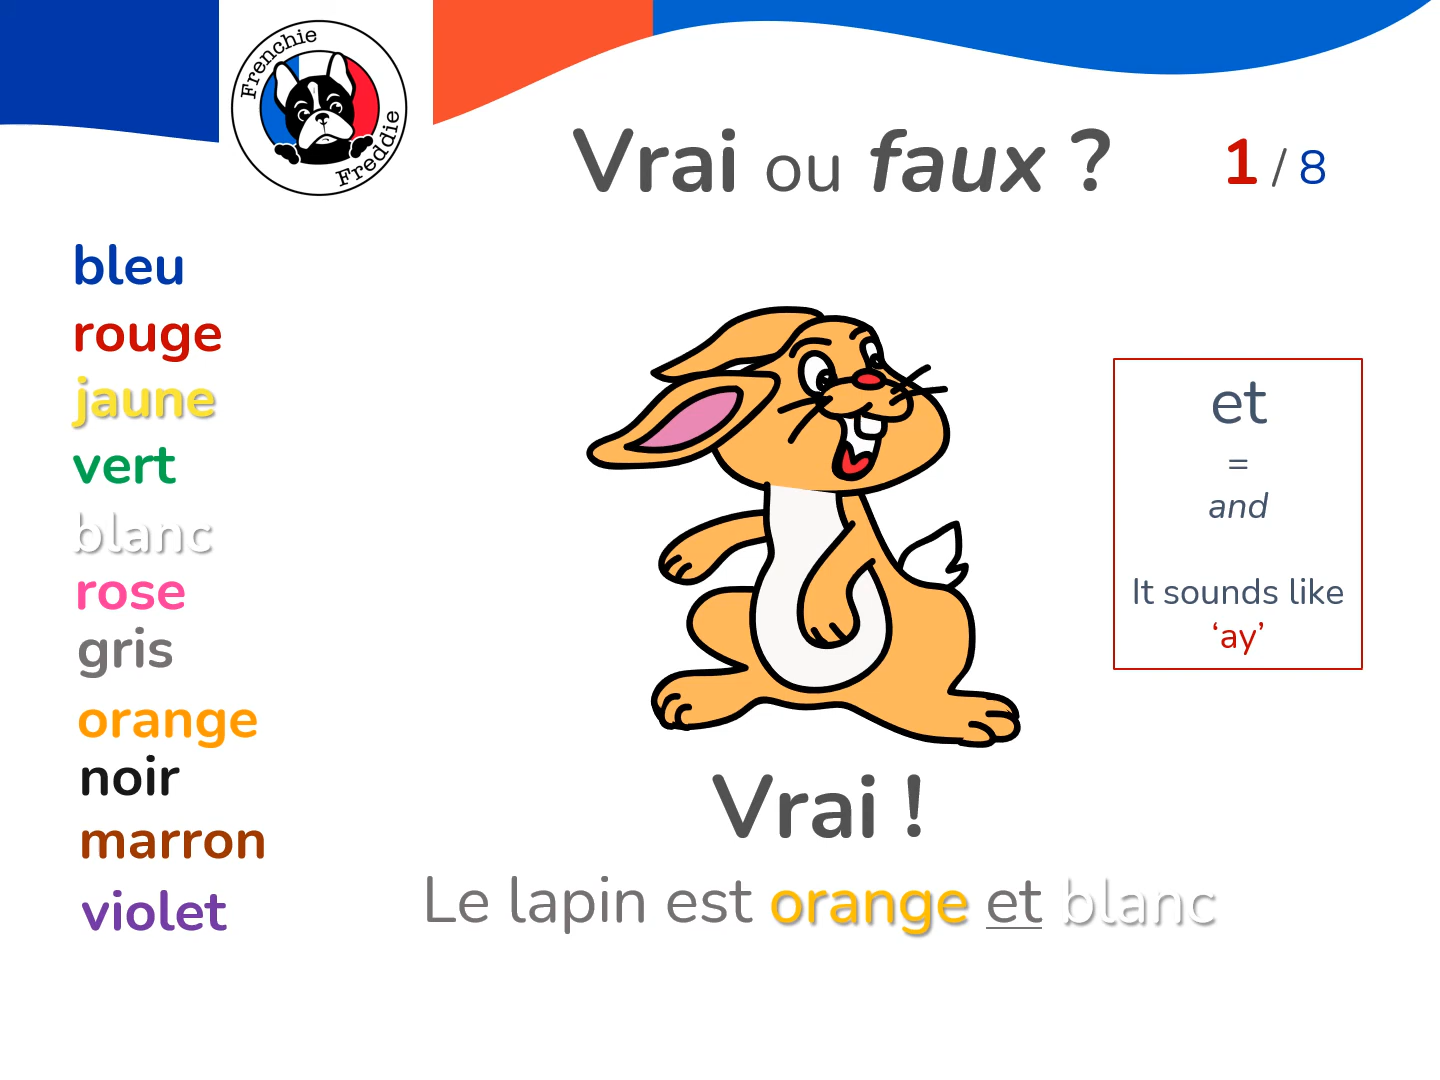 Frenchie
Freddie
Vrai ou faux ?
1 / 8
bleu
rouge
jaune
vert
blanc
rose
gris
orange
noir
marron
violet
et
=
and
It sounds like
‘ay’
Vrai !
Le lapin est orange et blanc